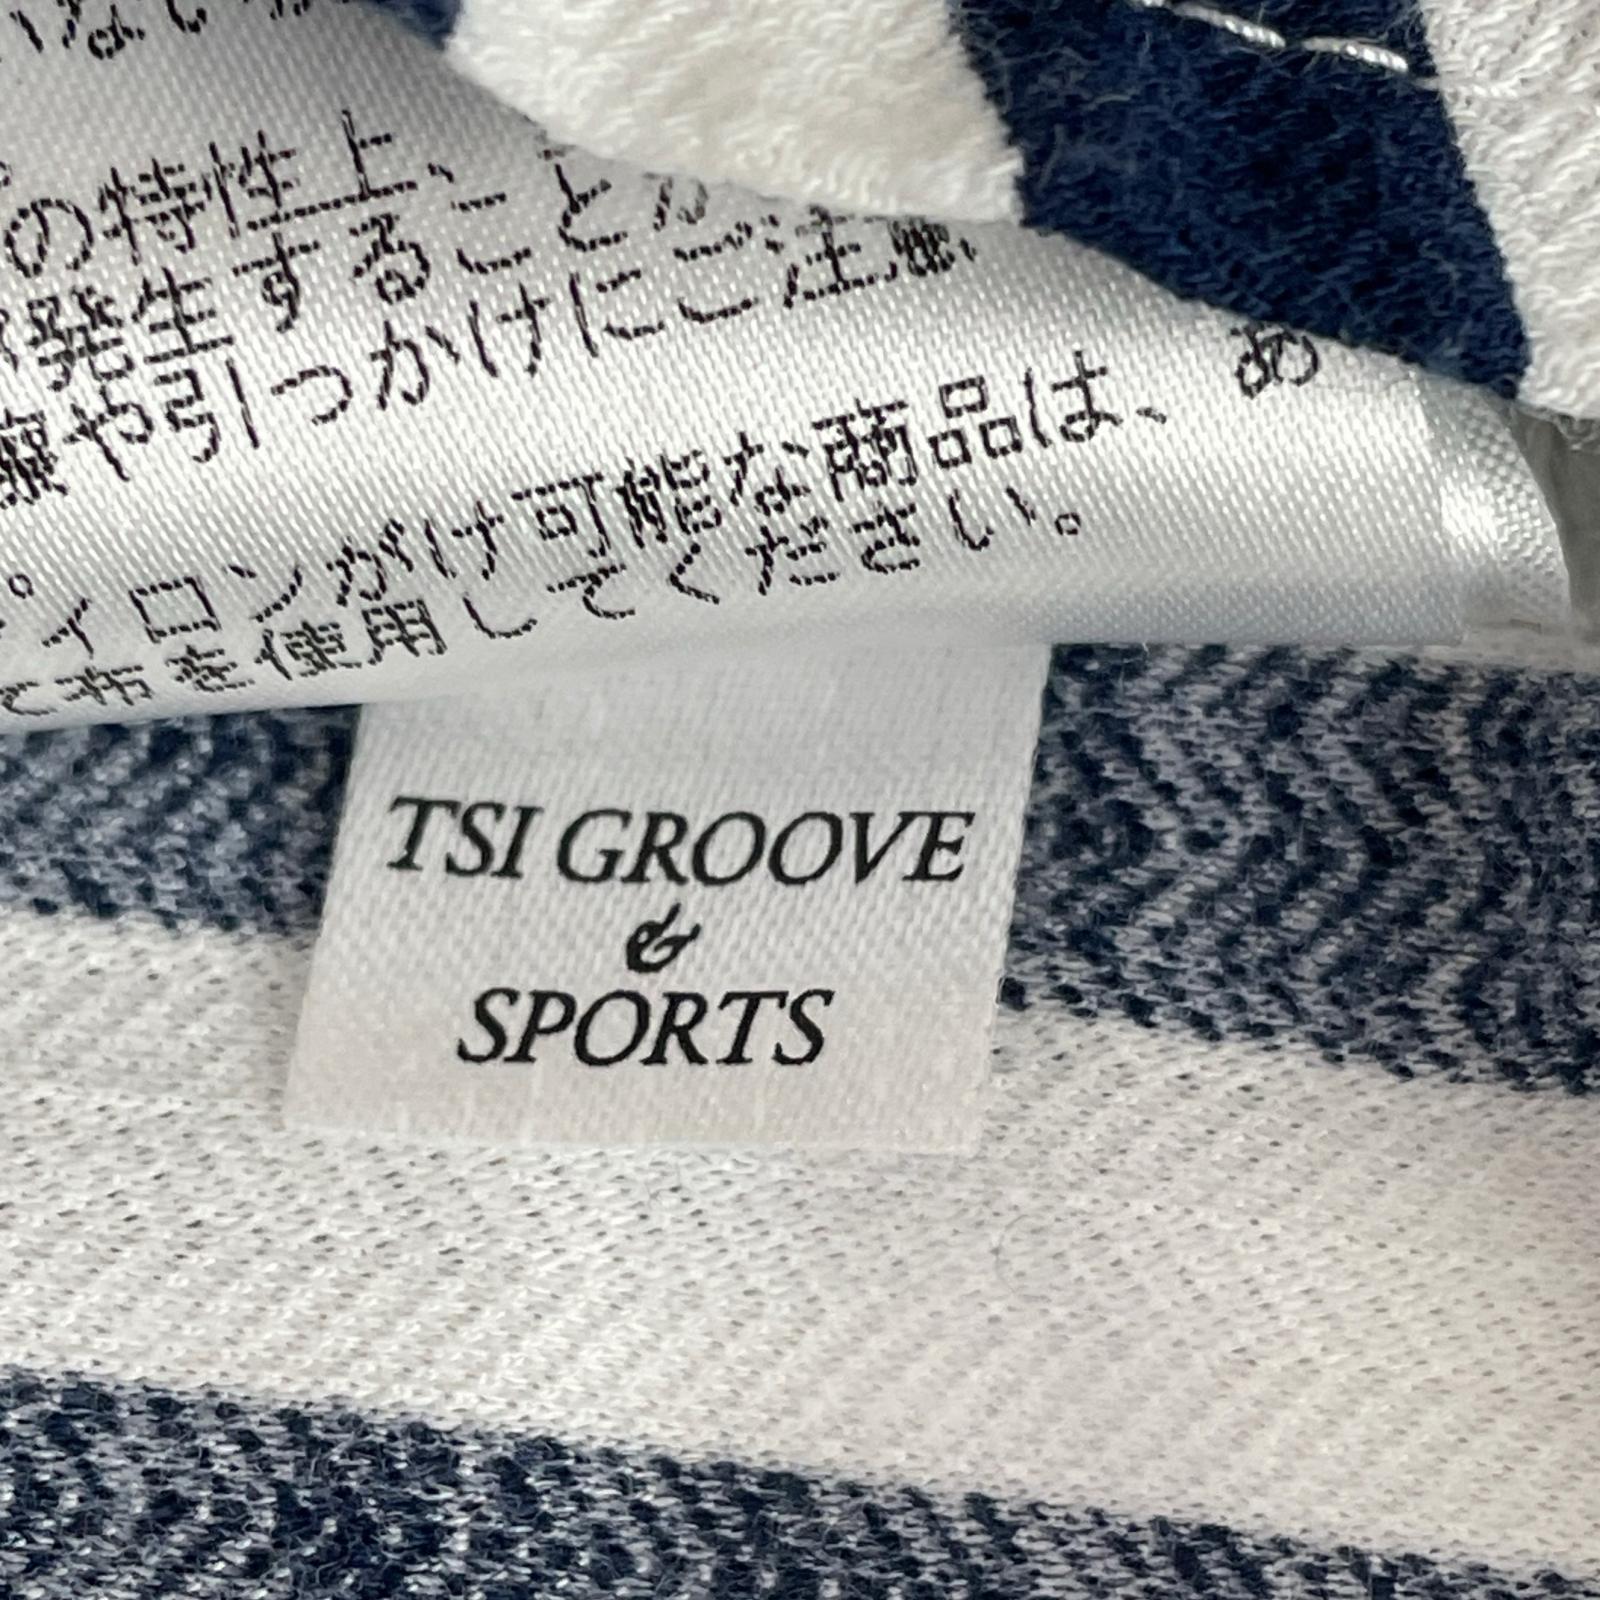 の特性上、
発生することが
や引っかけにご注意
アイロンがけ可能な商品は、あ
て布を使用してください。
TSI GROOVE
&
SPORTS